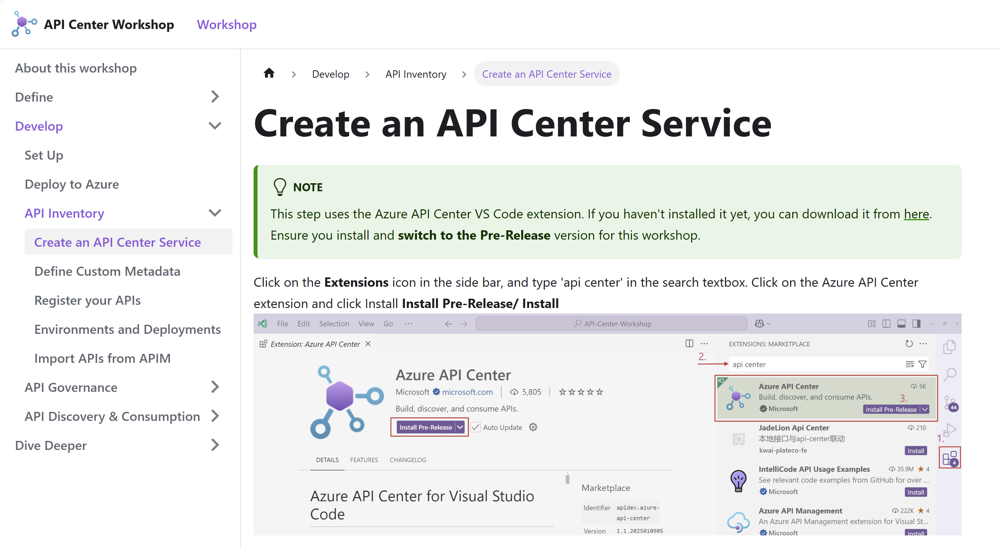 API Center Workshop
Workshop
About this workshop
Define
Develop
Set Up
Deploy to Azure
API Inventory
Create an API Center Service
Define Custom Metadata
Register your APIs
Environments and Deployments
Import APIs from APIM
API Governance
API Discovery & Consumption
Dive Deeper
Develop
API Inventory
Create an API Center Service
Create an API Center Service
NOTE
This step uses the Azure API Center VS Code extension. If you haven't installed it yet, you can download it from here.
Ensure you install and switch to the Pre-Release version for this workshop.
Click on the Extensions icon in the side bar, and type 'api center' in the search textbox. Click on the Azure API Center
extension and click Install Install Pre-Release/ Install
File Edit Selection View Go ···
API-Center-Workshop
Extension: Azure API Center
Azure API Center
Microsoft microsoft.com 5,805
Build, discover, and consume APIs.
Install Pre-Release Auto Update
DETAILS FEATURES CHANGELOG
Azure API Center for Visual Studio
Code
Marketplace
Identifier apidev.azure-
api-center
Version 1.1.2025010905
EXTENSIONS: MARKETPLACE
2.
api center
Azure API Center 5K
Build, discover, and consume APIs.
3.
Microsoft Install Pre-Release
JadeLion Api Center 210
本地接口与api-center联动
kwai-plateco-fe Install
IntelliCode API Usage Examples 35.9M 4
See relevant code examples from GitHub for over ...
Microsoft Install
Azure API Management 222K 4
An Azure API Management extension for Visual St...
Microsoft Install
44
1.
4